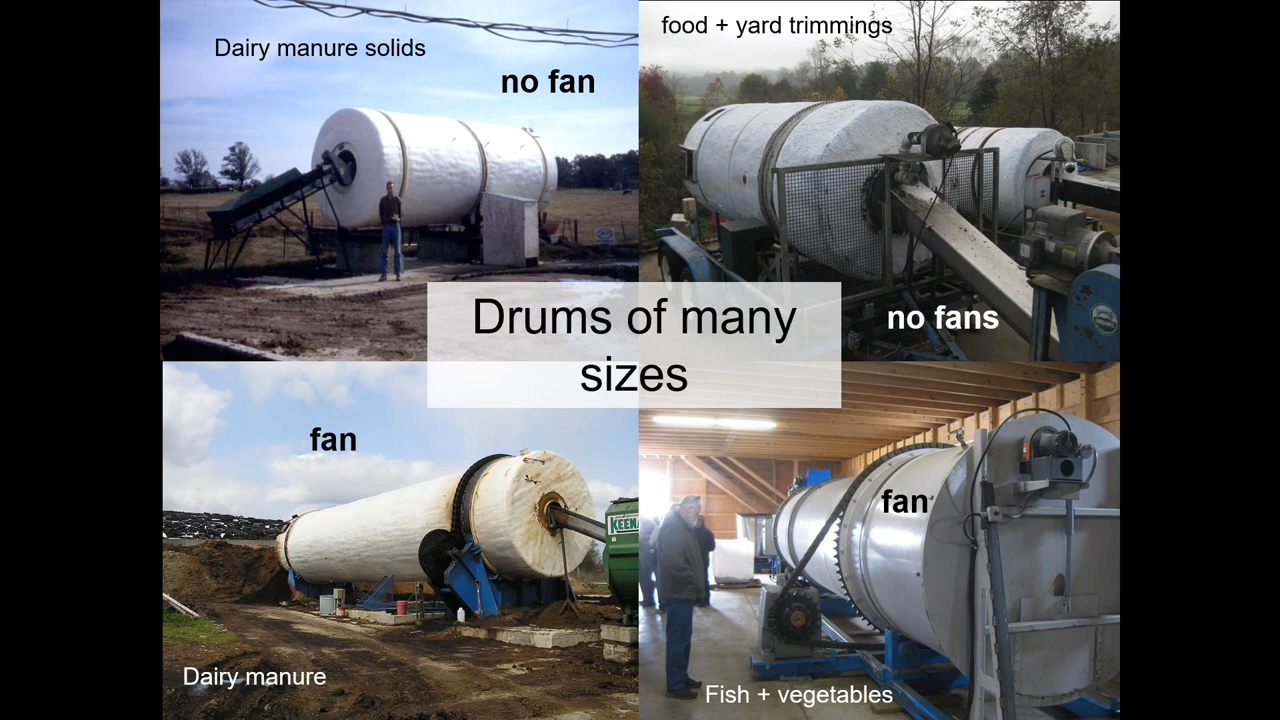 Dairy manure solids
no fan
food + yard trimmings
no fans
Drums of many
sizes
fan
KEENA
Dairy manure
fan
Fish + vegetables